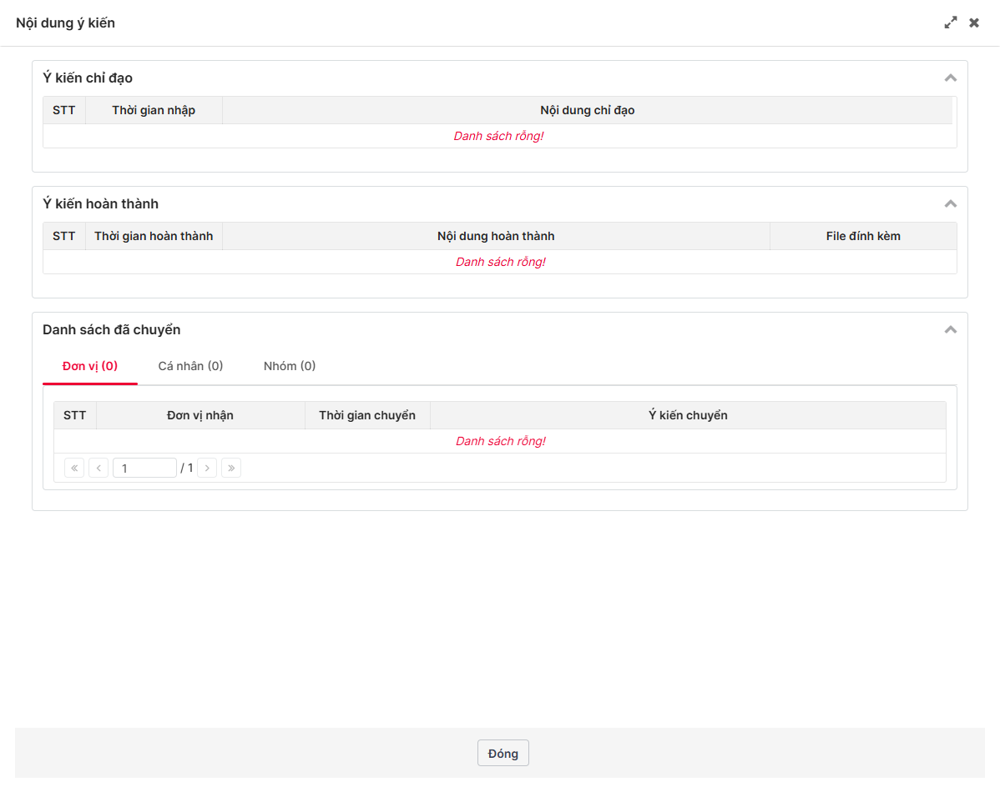 Nội dung ý kiến
Ý kiến chỉ đạo
STT Thời gian nhập Nội dung chỉ đạo
Danh sách rỗng!
Ý kiến hoàn thành
STT Thời gian hoàn thành Nội dung hoàn thành File đính kèm
Danh sách rỗng!
Danh sách đã chuyển
Đơn vị (0) Cá nhân (0) Nhóm (0)
STT Đơn vị nhận Thời gian chuyển Ý kiến chuyển
Danh sách rỗng!
« ‹ 1 / 1 › »
Đóng